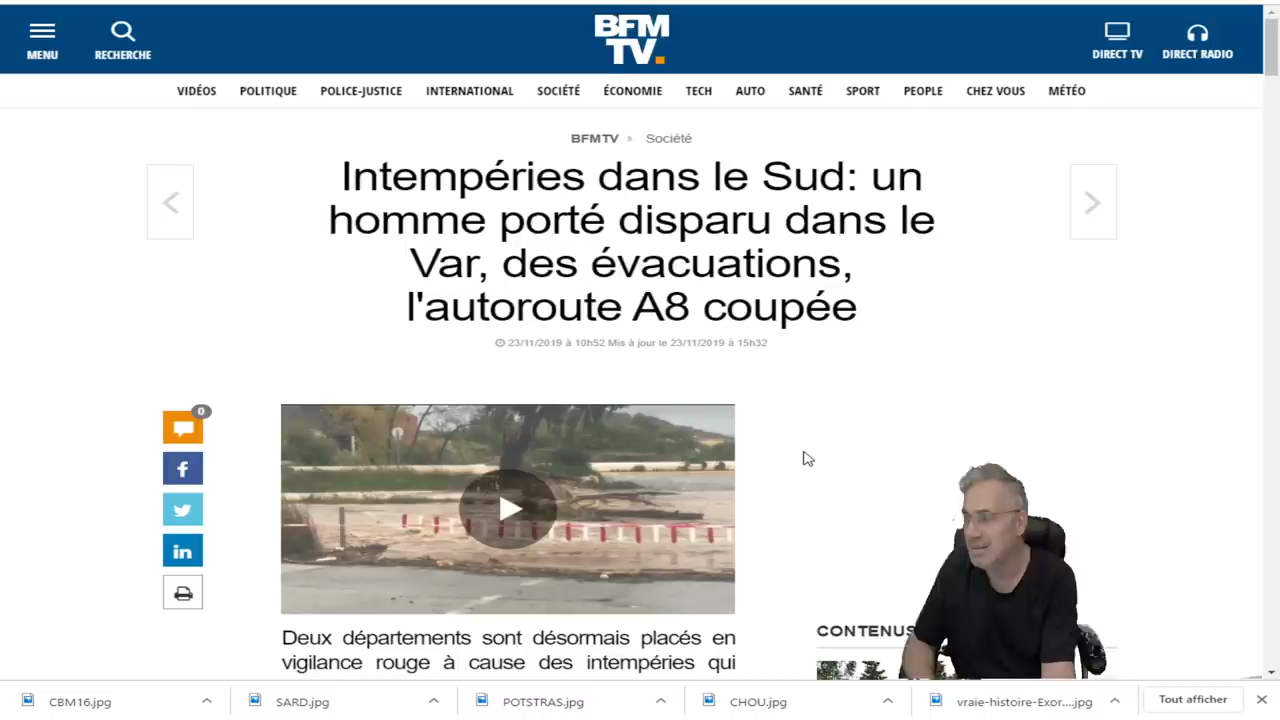 BFM
TV.
MENU
RECHERCHE
DIRECT TV
DIRECT RADIO
VIDÉOS POLITIQUE POLICE-JUSTICE INTERNATIONAL SOCIÉTÉ ÉCONOMIE TECH AUTO SANTÉ SPORT PEOPLE CHEZ VOUS MÉTÉO
BFMTV » Société
Intempéries dans le Sud: un
homme porté disparu dans le
Var, des évacuations,
l'autoroute A8 coupée
23/11/2019 à 10h52 Mis à jour le 23/11/2019 à 15h32
0
Deux départements sont désormais placés en
vigilance rouge à cause des intempéries qui
CONTENUS
CBM16.jpg
SARD.jpg
POTSTRAS.jpg
CHOU.jpg
vraie-histoire-Exor....jpg
Tout afficher